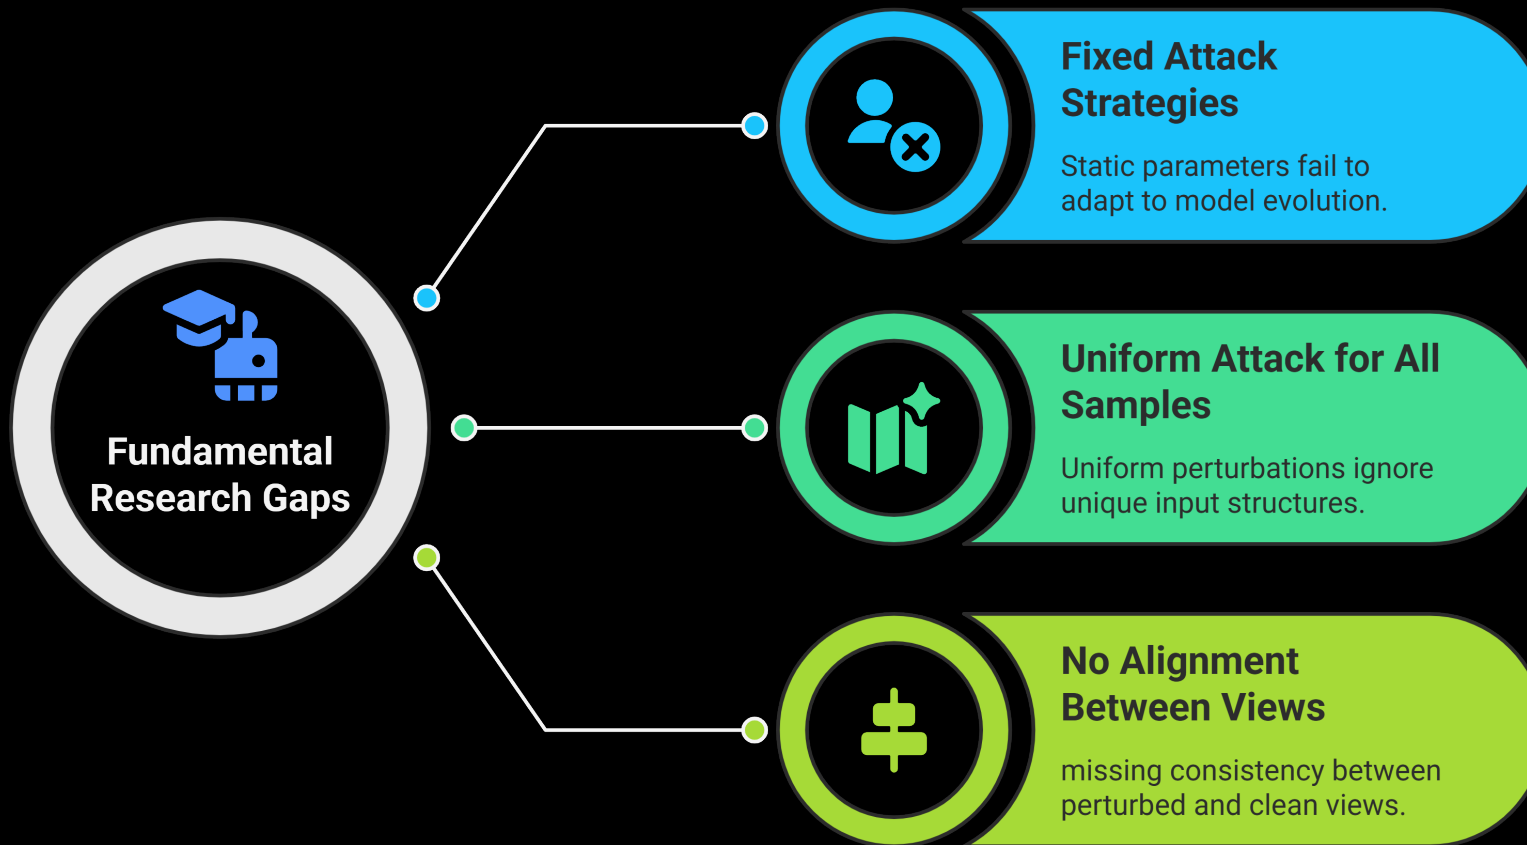 Fundamental
Research Gaps
Fixed Attack
Strategies
Static parameters fail to
adapt to model evolution.
Uniform Attack for All
Samples
Uniform perturbations ignore
unique input structures.
No Alignment
Between Views
missing consistency between
perturbed and clean views.